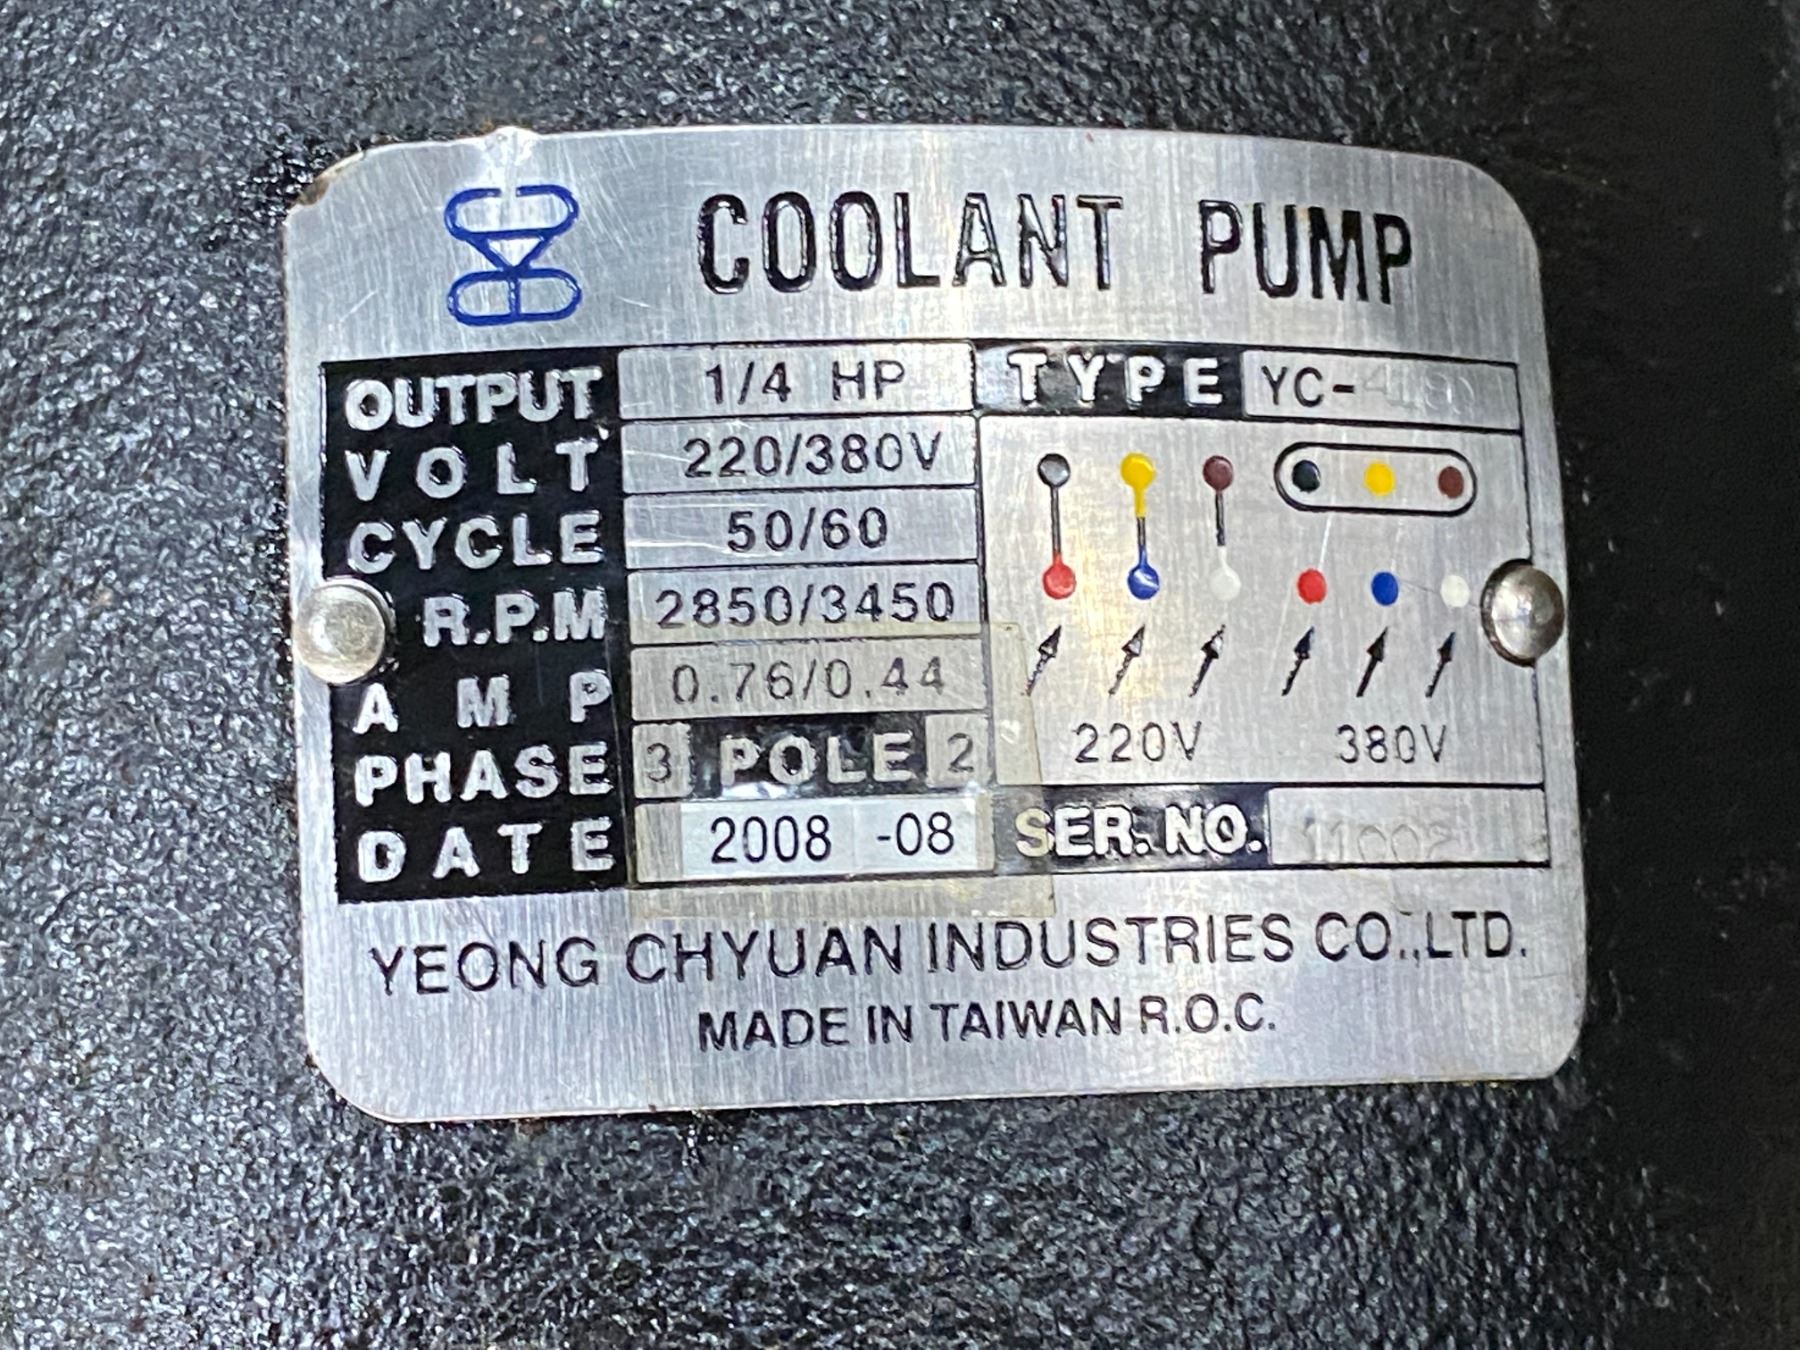 COOLANT PUMP
OUTPUT 1/4 HP TYPE
VOLT 220/380V
CYCLE 50/60
R.P.M 2850/3450
AMP 0.76/0.44
PHASE 3 POLE 2 220V 380V
DATE 2008 -08 SER. NO.
YEONG CHYUAN INDUSTRIES CO.,LTD.
MADE IN TAIWAN R.O.C.